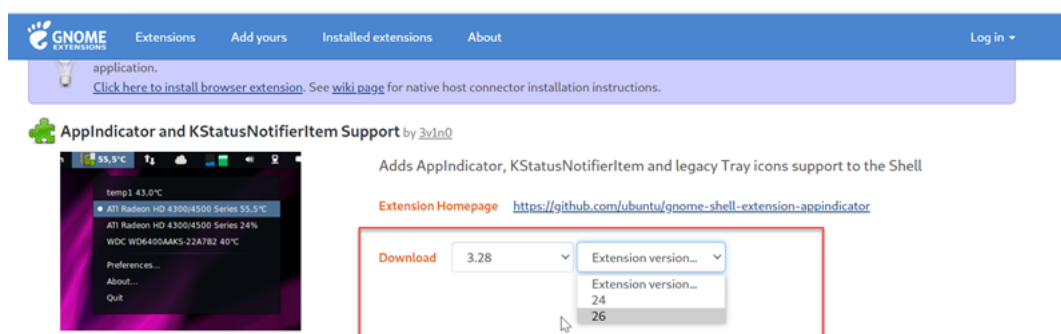 GNOME
EXTENSIONS
Extensions
Add yours
Installed extensions
About
Log in
application.
Click here to install browser extension. See wiki page for native host connector installation instructions.
AppIndicator and KStatusNotifierItem Support by 3v1n0
55,5°C
temp1 43,0°C
ATI Radeon HD 4300/4500 Series 55.5°C
ATI Radeon HD 4300/4500 Series 24%
WDC WD6400AAKS-22A7B2 40°C
Preferences...
About...
Quit
Adds AppIndicator, KStatusNotifierItem and legacy Tray icons support to the Shell
Extension Homepage https://github.com/ubuntu/gnome-shell-extension-appindicator
Download 3.28 Extension version...
Extension version...
24
26